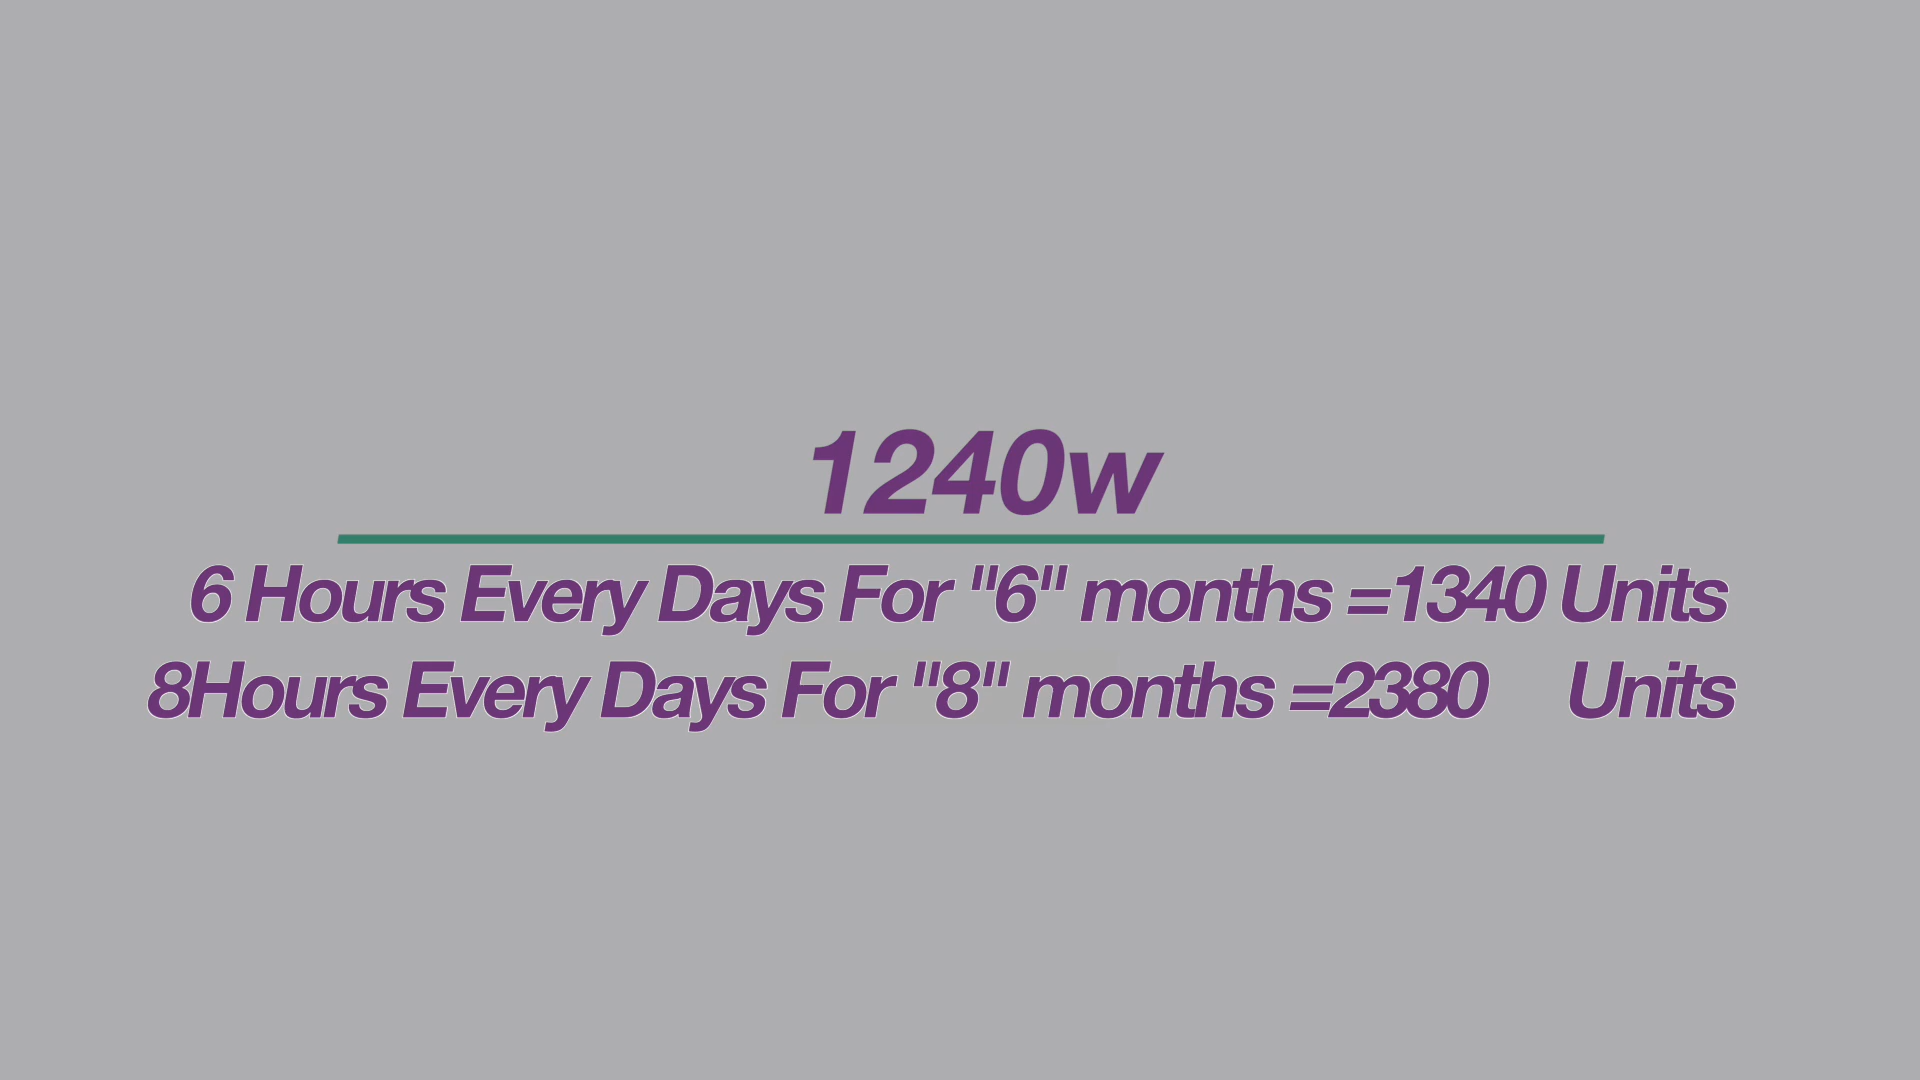 1240w
6 Hours Every Days For "6" months =1340 Units
8Hours Every Days For "8" months =2380 Units